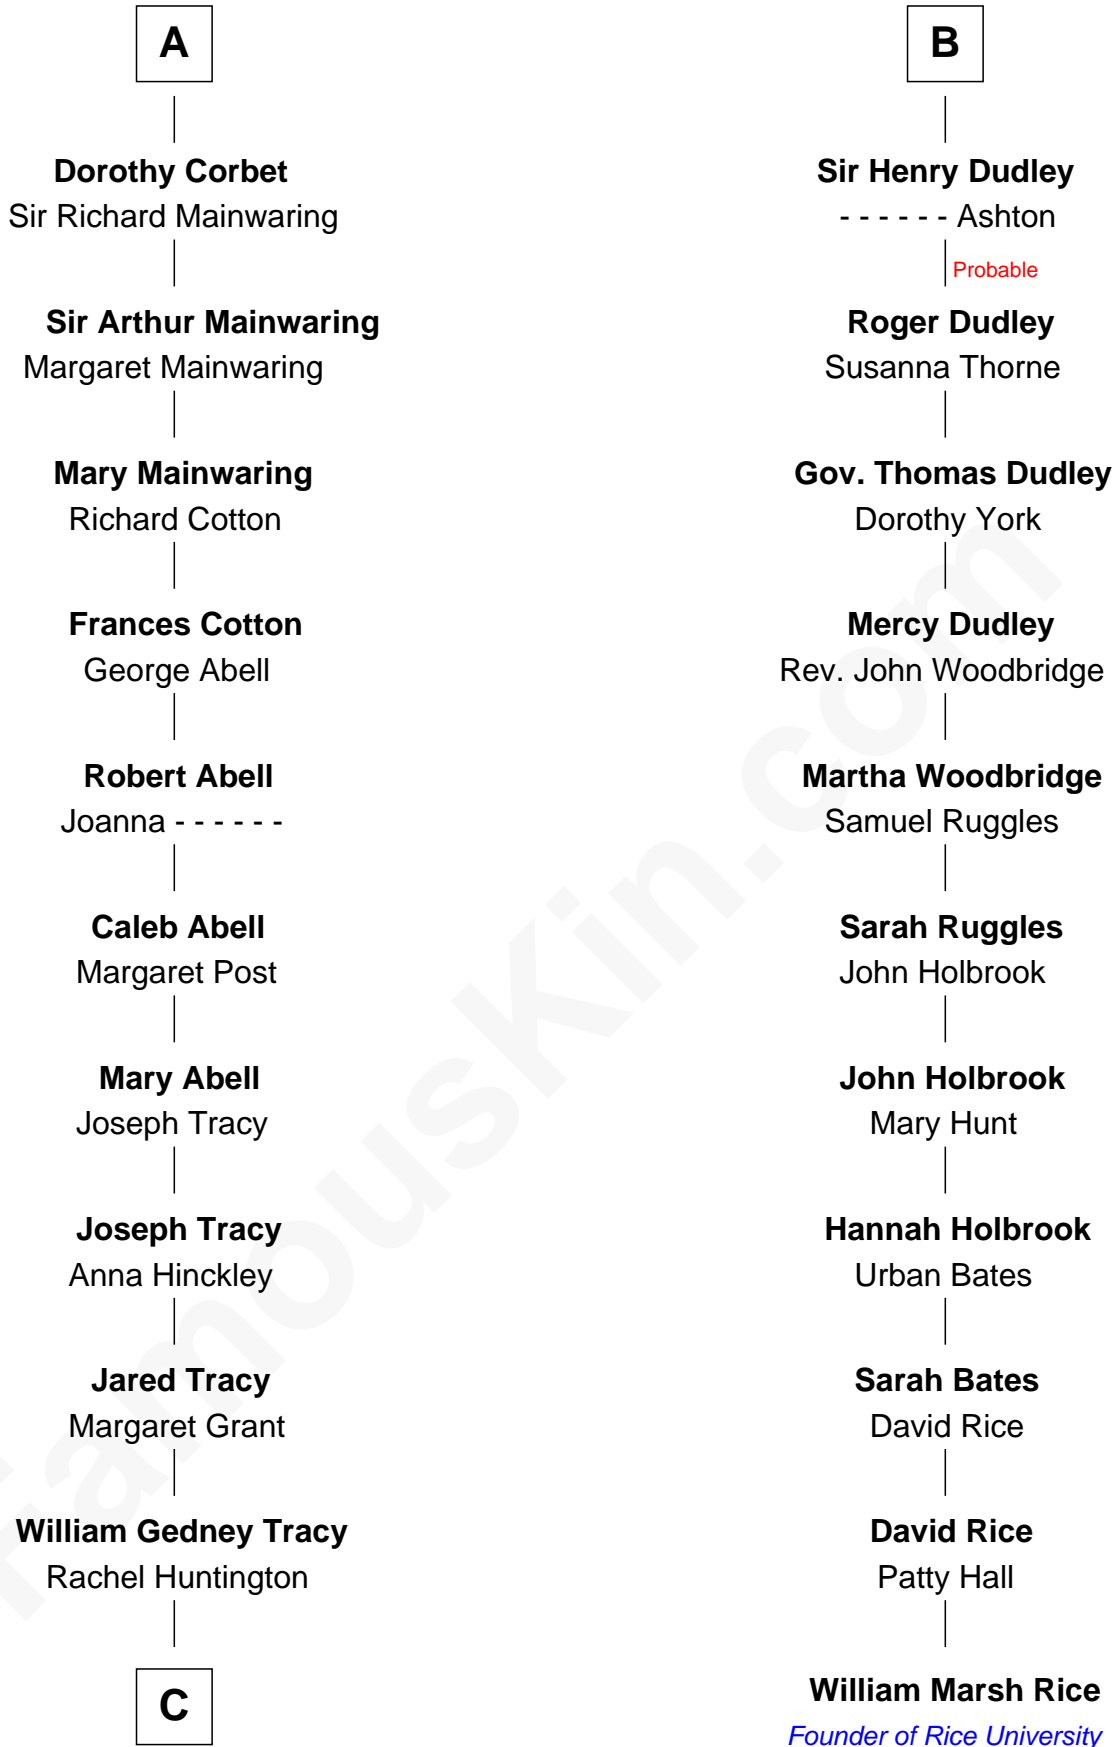 A
Dorothy Corbet
Sir Richard Mainwaring
Sir Arthur Mainwaring
Margaret Mainwaring
Mary Mainwaring
Richard Cotton
Frances Cotton
George Abell
Robert Abell
Joanna - - - - - -
Caleb Abell
Margaret Post
Mary Abell
Joseph Tracy
Joseph Tracy
Anna Hinckley
Jared Tracy
Margaret Grant
William Gedney Tracy
Rachel Huntington
C
B
Sir Henry Dudley
- - - - - - Ashton
Probable
Roger Dudley
Susanna Thorne
Gov. Thomas Dudley
Dorothy York
Mercy Dudley
Rev. John Woodbridge
Martha Woodbridge
Samuel Ruggles
Sarah Ruggles
John Holbrook
John Holbrook
Mary Hunt
Hannah Holbrook
Urban Bates
Sarah Bates
David Rice
David Rice
Patty Hall
William Marsh Rice
Founder of Rice University
FamousKin.com